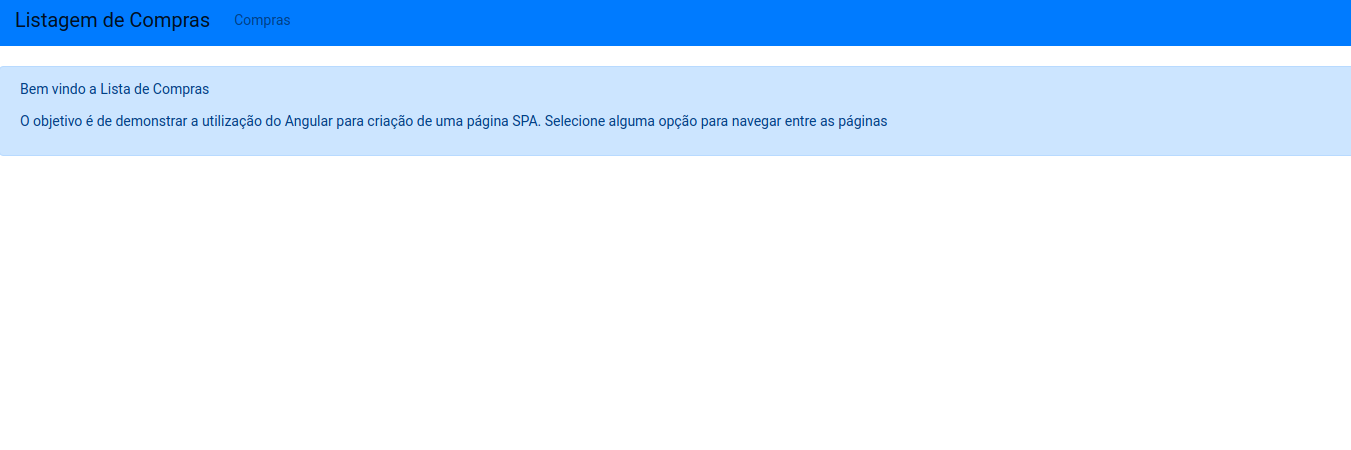 Listagem de Compras Compras
Bem vindo a Lista de Compras
O objetivo é de demonstrar a utilização do Angular para criação de uma página SPA. Selecione alguma opção para navegar entre as páginas